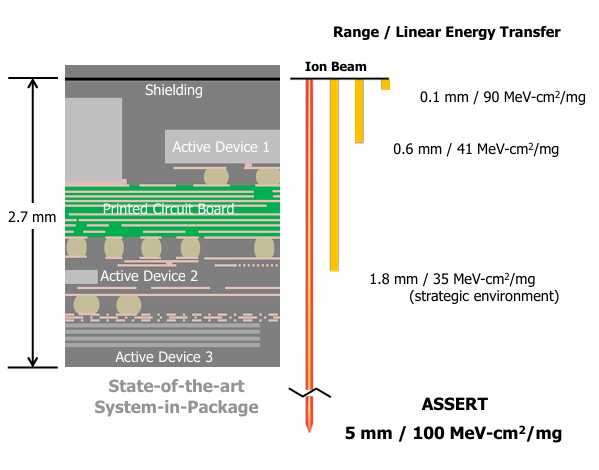 Range / Linear Energy Transfer
Ion Beam
Shielding
0.1 mm / 90 MeV-cm²/mg
Active Device 1
0.6 mm / 41 MeV-cm²/mg
Printed Circuit Board
2.7 mm
Active Device 2
1.8 mm / 35 MeV-cm²/mg
(strategic environment)
Active Device 3
State-of-the-art
System-in-Package
ASSERT
5 mm / 100 MeV-cm²/mg